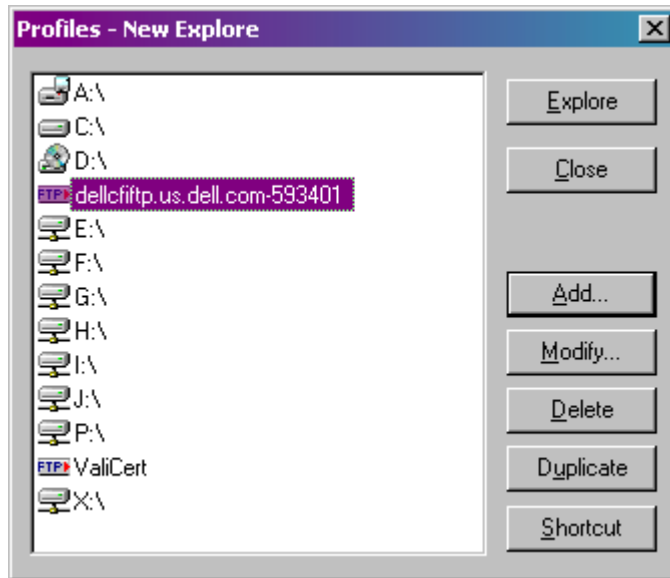 Profiles - New Explore
A:\
C:\
D:\
FTP dellcfiftp.us.dell.com-593401
E:\
F:\
G:\
H:\
I:\
J:\
P:\
FTP ValiCert
X:\
Explore
Close
Add...
Modify...
Delete
Duplicate
Shortcut